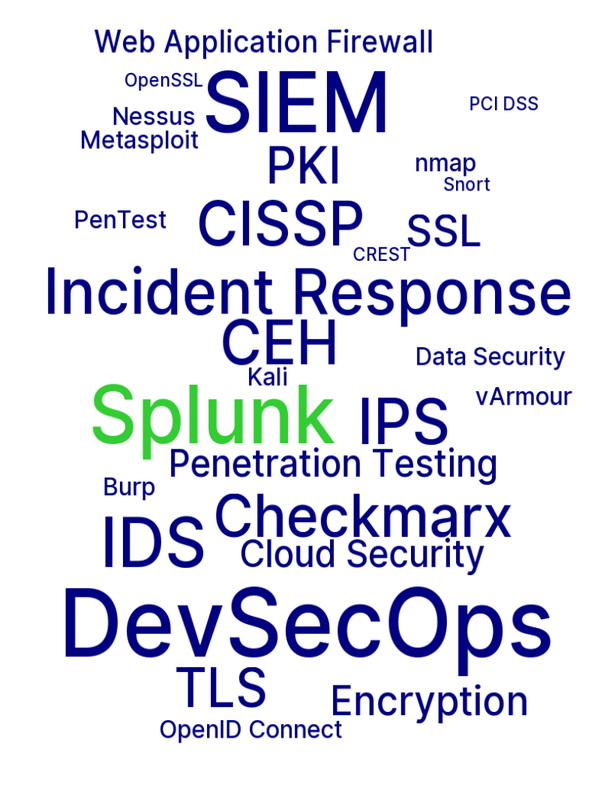 Web Application Firewall
OpenSSL
SIEM
PCI DSS
Nessus
Metasploit
PKI
nmap
Snort
PenTest
CISSP
SSL
CREST
Incident Response
CEH
Data Security
Kali
vArmour
Splunk
IPS
Penetration Testing
Burp
Checkmarx
IDS
Cloud Security
DevSecOps
TLS
Encryption
OpenID Connect